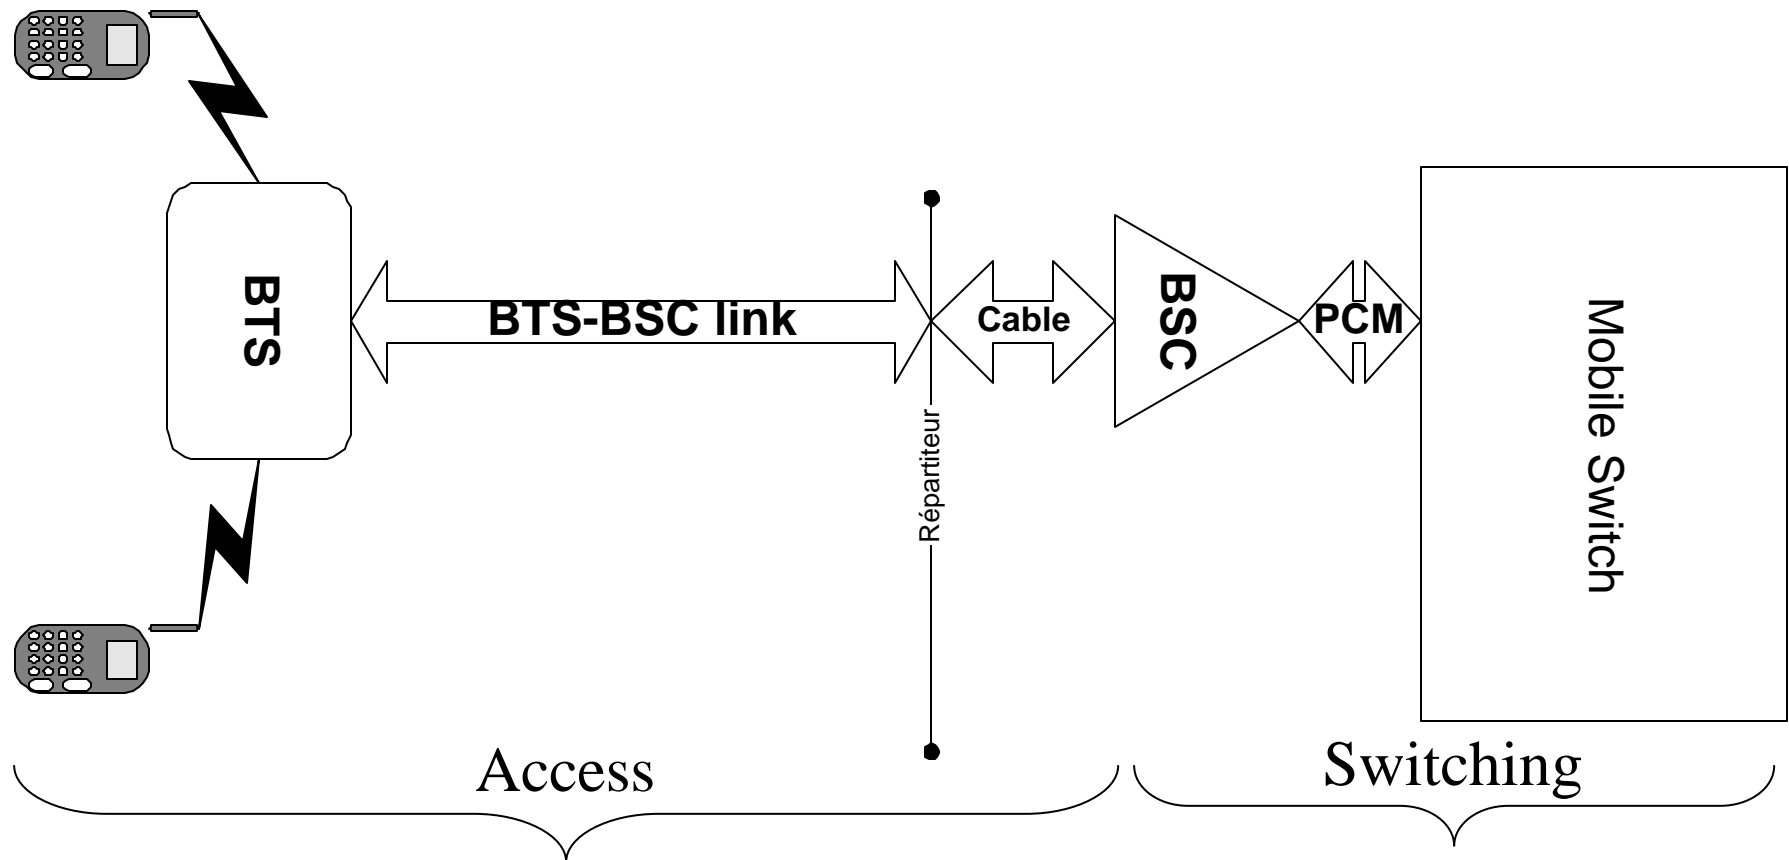 BTS
BTS-BSC link
Répartiteur
Cable
BSC
PCM
Mobile Switch
Access
Switching